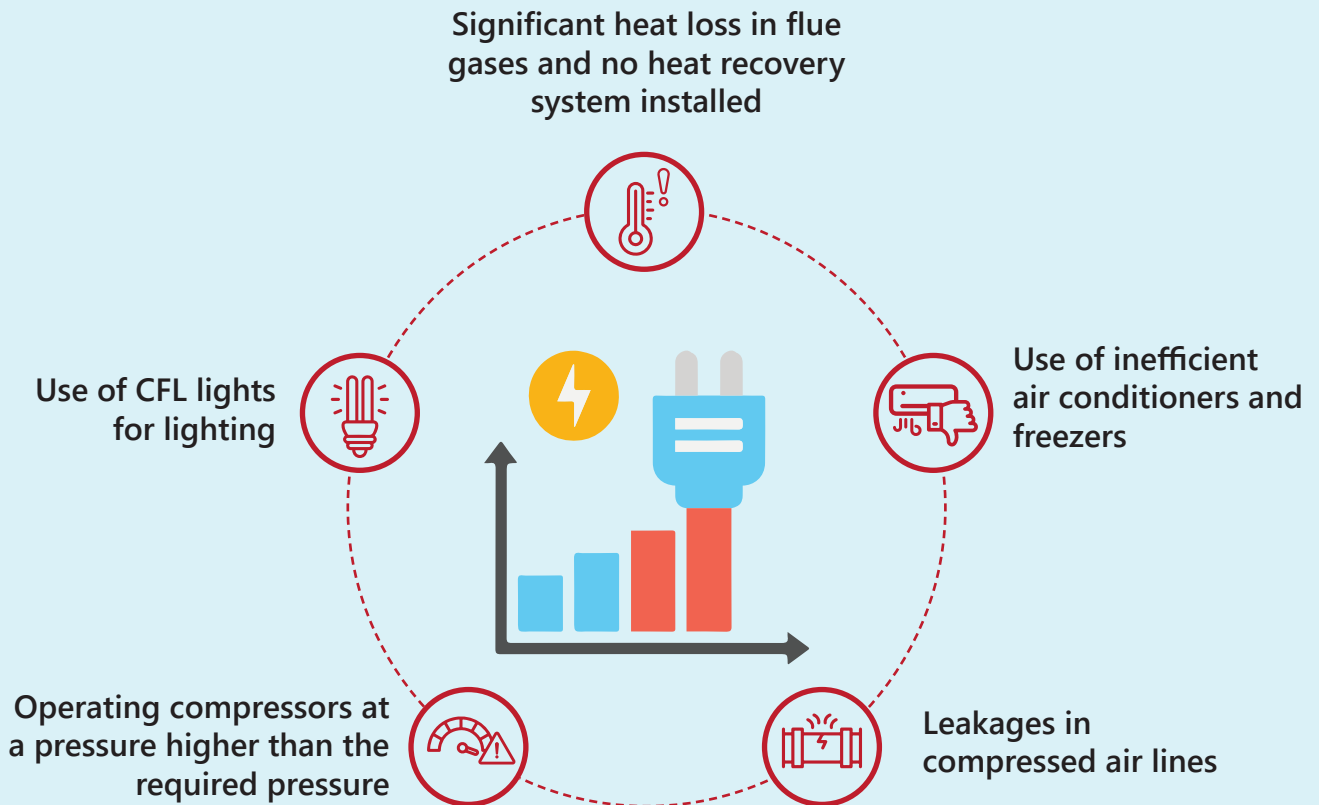 Significant heat loss in flue
gases and no heat recovery
system installed
Use of inefficient
air conditioners and
freezers
Use of CFL lights
for lighting
Operating compressors at
a pressure higher than the
required pressure
Leakages in
compressed air lines